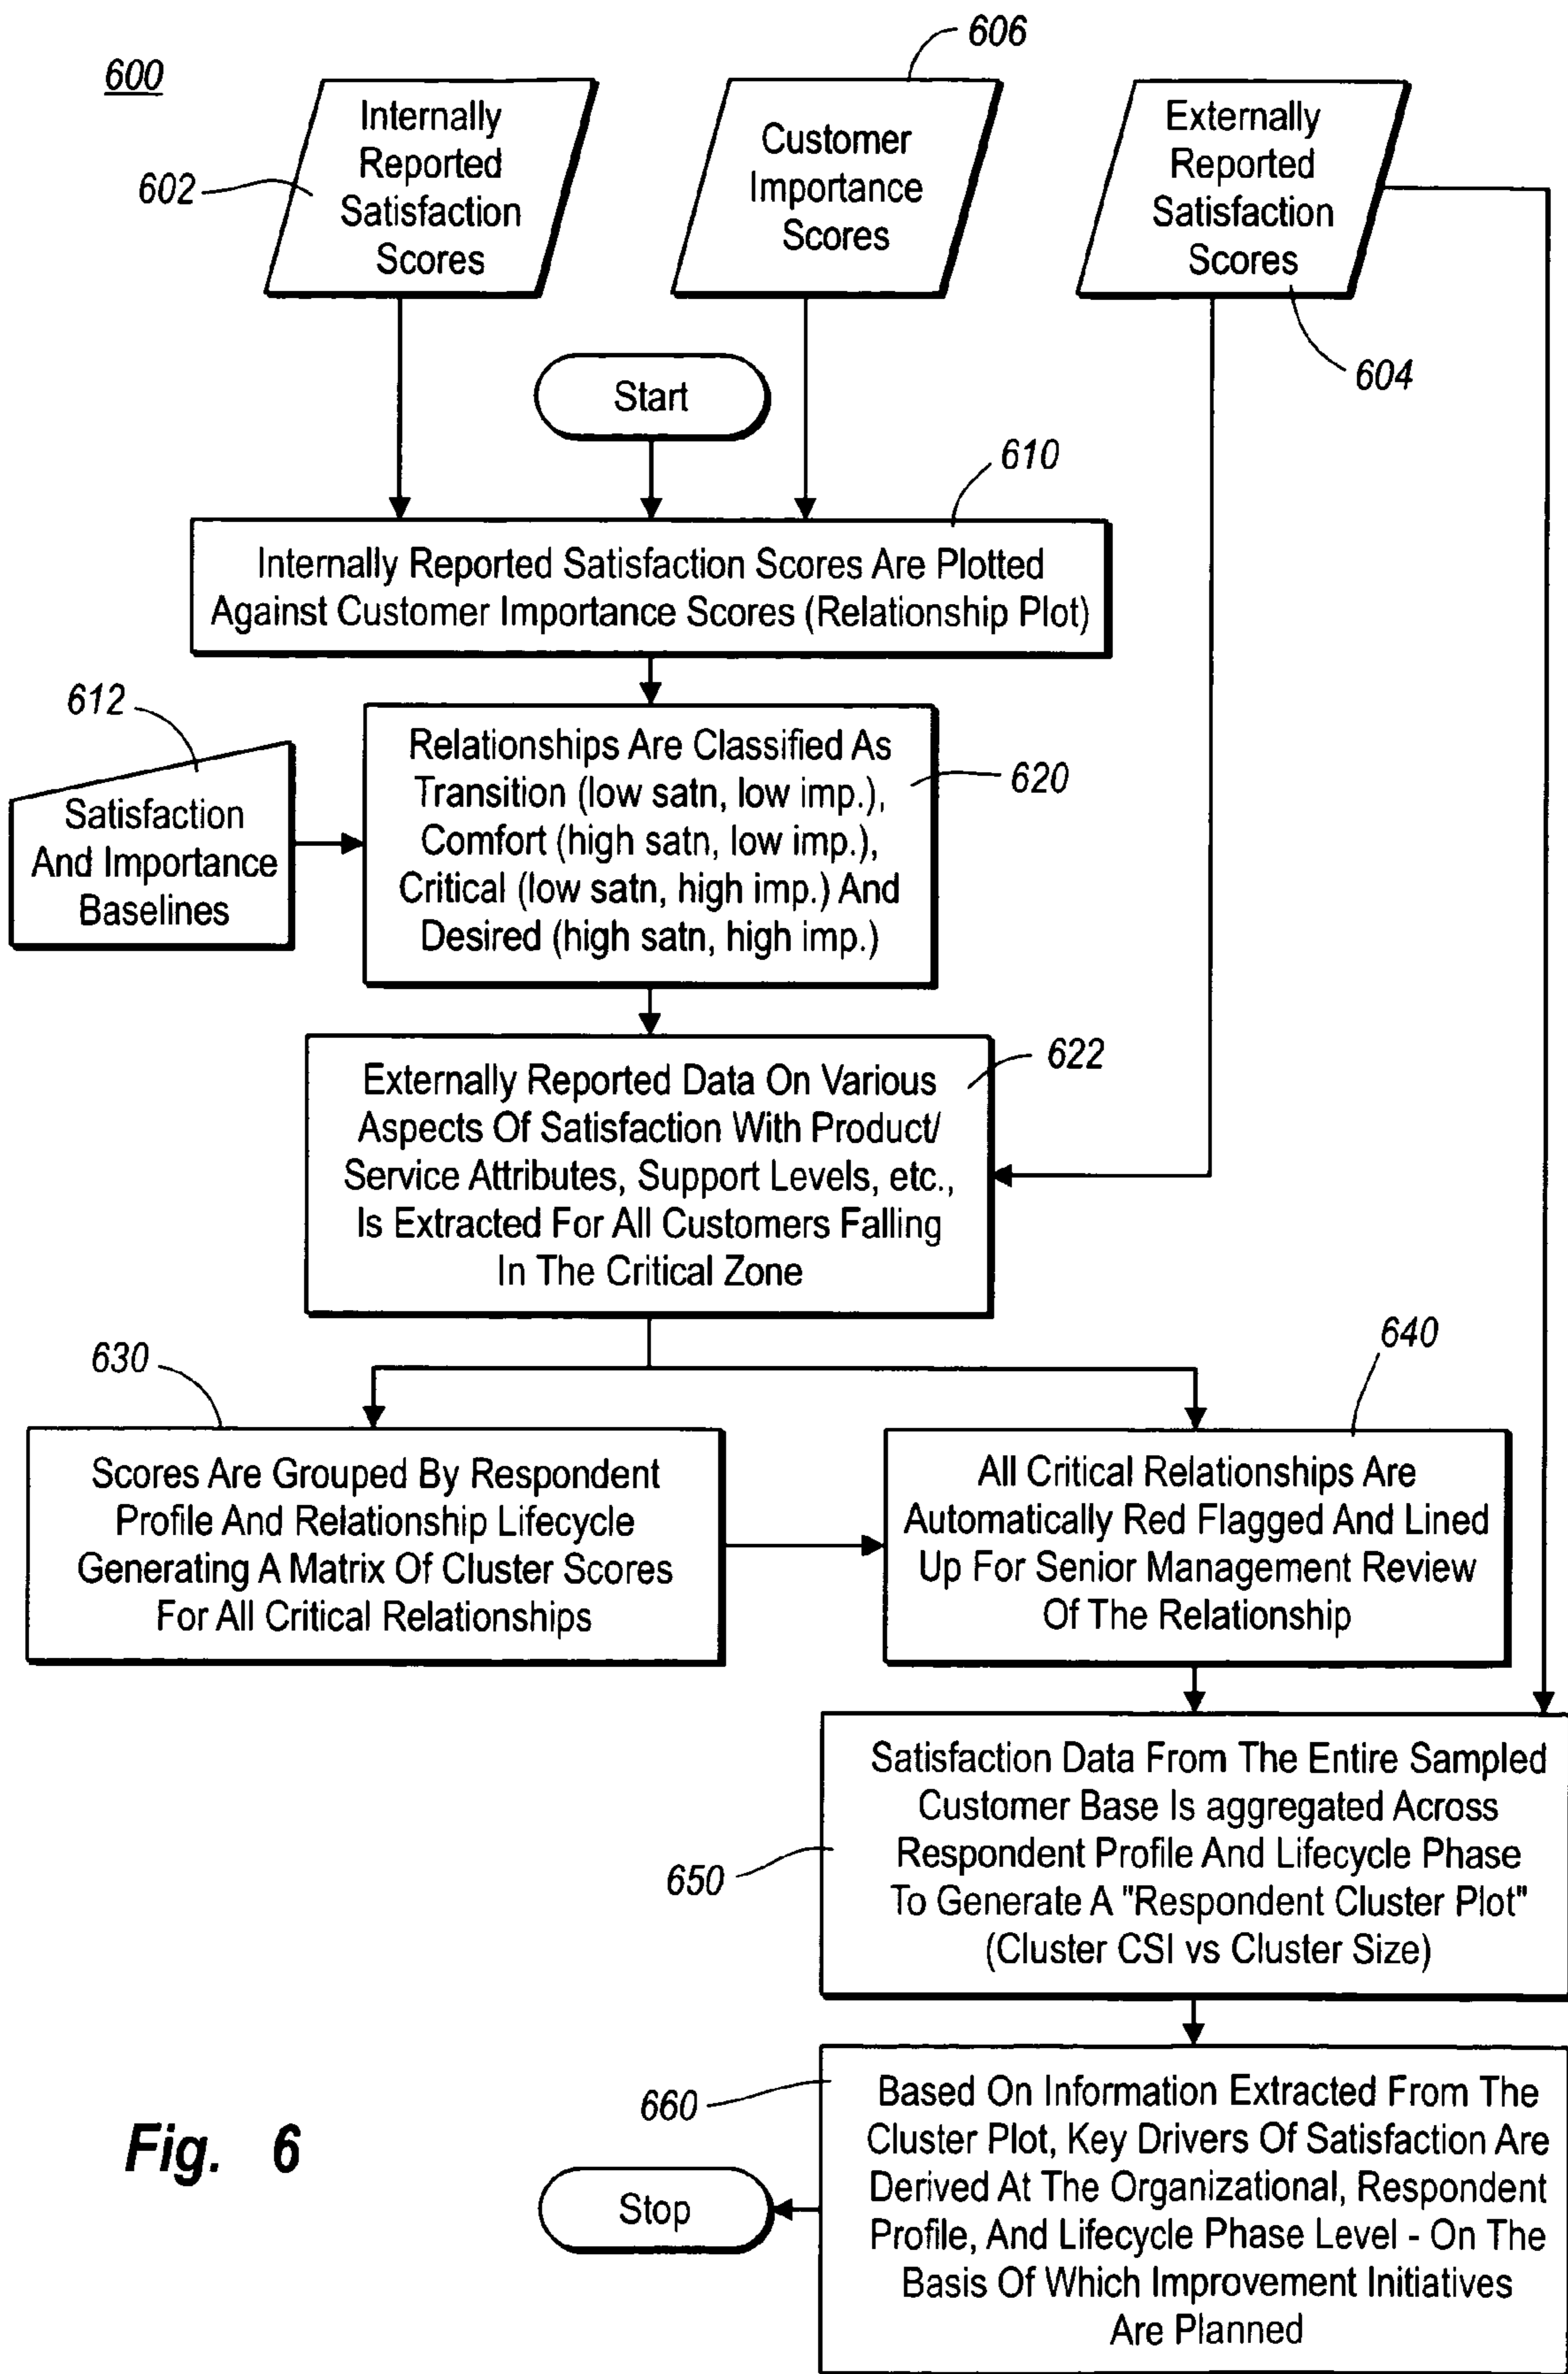 600
606
Internally
Reported
Satisfaction
Scores
602
Customer
Importance
Scores
Externally
Reported
Satisfaction
Scores
604
Start
610
Internally Reported Satisfaction Scores Are Plotted
Against Customer Importance Scores (Relationship Plot)
612
Satisfaction
And Importance
Baselines
Relationships Are Classified As
Transition (low satn, low imp.),
Comfort (high satn, low imp.),
Critical (low satn, high imp.) And
Desired (high satn, high imp.)
620
622
Externally Reported Data On Various
Aspects Of Satisfaction With Product/
Service Attributes, Support Levels, etc.,
Is Extracted For All Customers Falling
In The Critical Zone
630
Scores Are Grouped By Respondent
Profile And Relationship Lifecycle
Generating A Matrix Of Cluster Scores
For All Critical Relationships
640
All Critical Relationships Are
Automatically Red Flagged And Lined
Up For Senior Management Review
Of The Relationship
650
Satisfaction Data From The Entire Sampled
Customer Base Is aggregated Across
Respondent Profile And Lifecycle Phase
To Generate A "Respondent Cluster Plot"
(Cluster CSI vs Cluster Size)
660
Based On Information Extracted From The
Cluster Plot, Key Drivers Of Satisfaction Are
Derived At The Organizational, Respondent
Profile, And Lifecycle Phase Level - On The
Basis Of Which Improvement Initiatives
Are Planned
Stop
Fig. 6